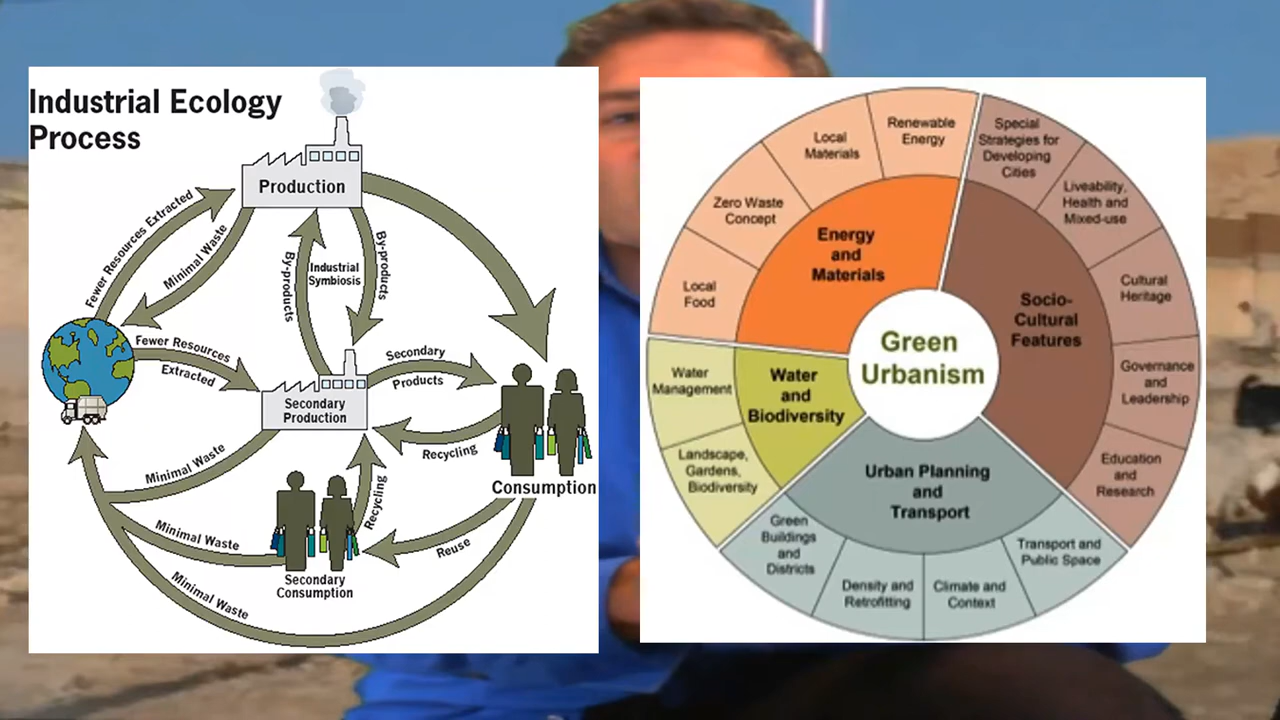 Industrial Ecology
Process
Production
Fewer Resources Extracted
Minimal Waste
By-products
Industrial
Symbiosis
By-products
Fewer Resources
Extracted
Secondary
Products
Secondary
Production
Recycling
Minimal Waste
Consumption
Recycling
Minimal Waste
Reuse
Secondary
Consumption
Minimal Waste
Green
Urbanism
Energy
and
Materials
Local
Food
Zero Waste
Concept
Local
Materials
Renewable
Energy
Socio-
Cultural
Features
Special
Strategies for
Developing
Cities
Liveability,
Health and
Mixed-use
Cultural
Heritage
Governance
and
Leadership
Education
and
Research
Urban Planning
and
Transport
Transport and
Public Space
Climate and
Context
Density and
Retrofitting
Green
Buildings
and
Districts
Water
and
Biodiversity
Landscape,
Gardens,
Biodiversity
Water
Management